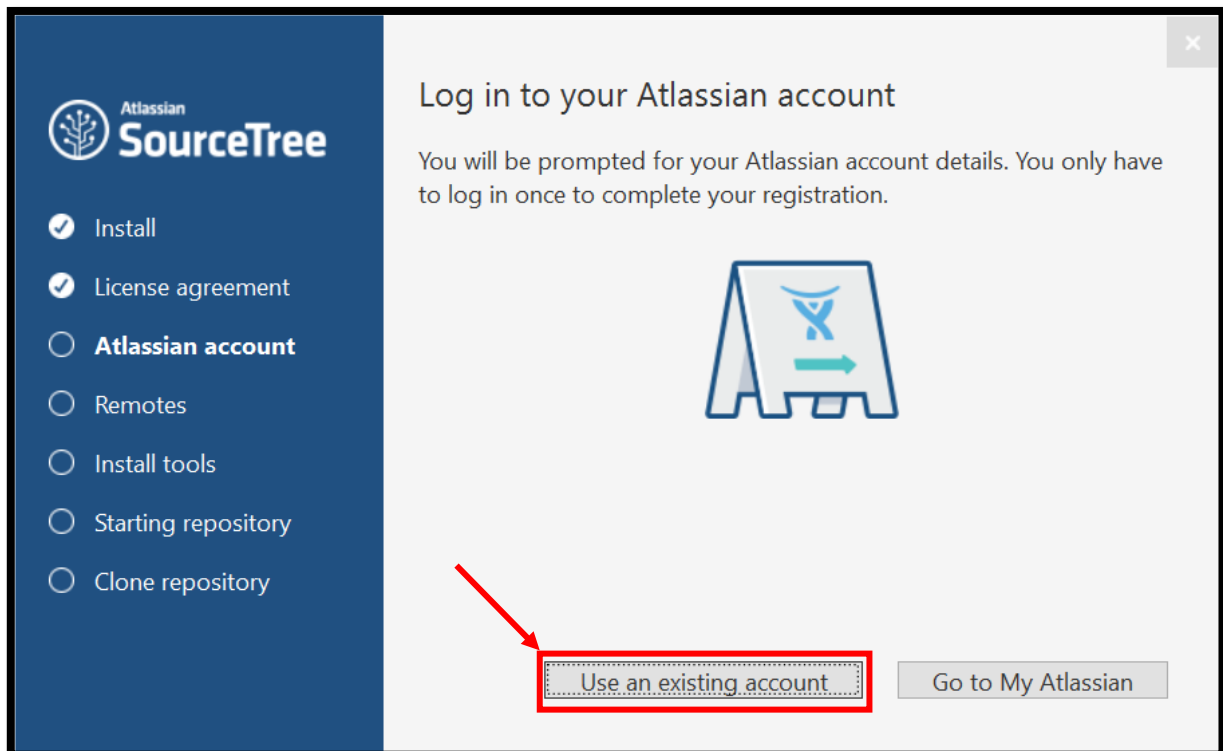 Atlassian
SourceTree
Install
License agreement
Atlassian account
Remotes
Install tools
Starting repository
Clone repository
Log in to your Atlassian account
You will be prompted for your Atlassian account details. You only have
to log in once to complete your registration.
Use an existing account
Go to My Atlassian